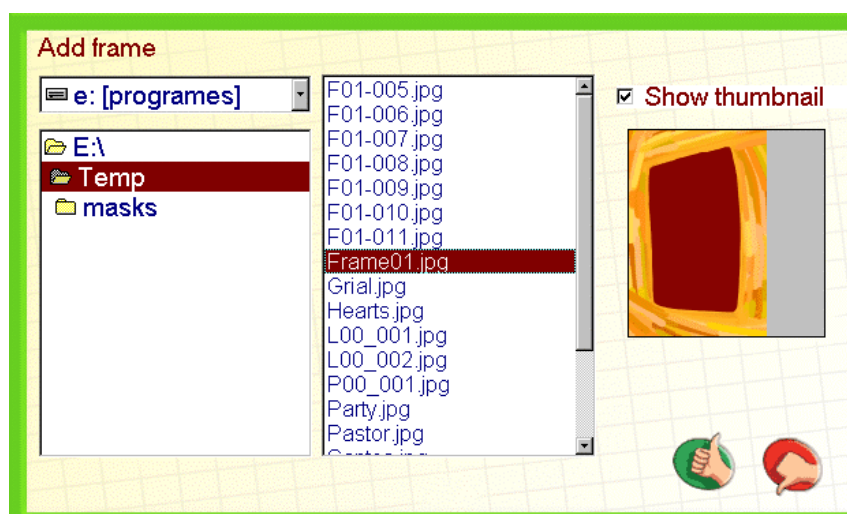 Add frame
e: [programes]
E:\
Temp
masks
F01-005.jpg
F01-006.jpg
F01-007.jpg
F01-008.jpg
F01-009.jpg
F01-010.jpg
F01-011.jpg
Frame01.jpg
Grial.jpg
Hearts.jpg
L00_001.jpg
L00_002.jpg
P00_001.jpg
Party.jpg
Pastor.jpg
Show thumbnail